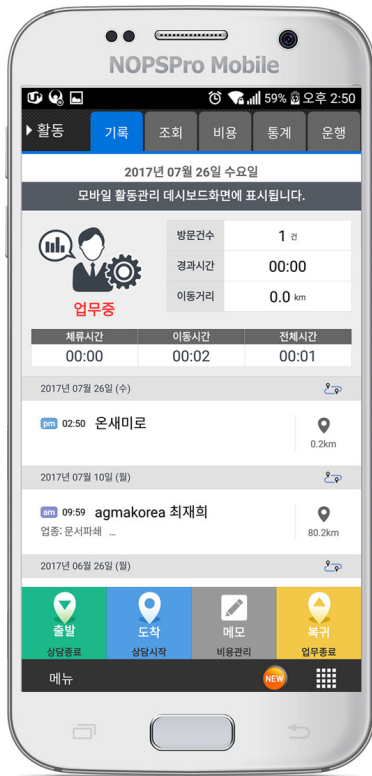 NOPSPro Mobile
59% 오후 2:50
활동 기록 조회 비용 통계 운행
2017년 07월 26일 수요일
모바일 활동관리 데시보드화면에 표시됩니다.
방문건수 1 건
경과시간 00:00
이동거리 0.0 km
업무중
체류시간 이동시간 전체시간
00:00 00:02 00:01
2017년 07월 26일 (수)
pm 02:50 온새미로
0.2km
2017년 07월 10일 (월)
am 09:59 agmakorea 최재희
업종: 문서파쇄 ...
80.2km
2017년 06월 26일 (월)
출발 도착 메모 복귀
상담종료 상담시작 비용관리 업무종료
메뉴 NEW